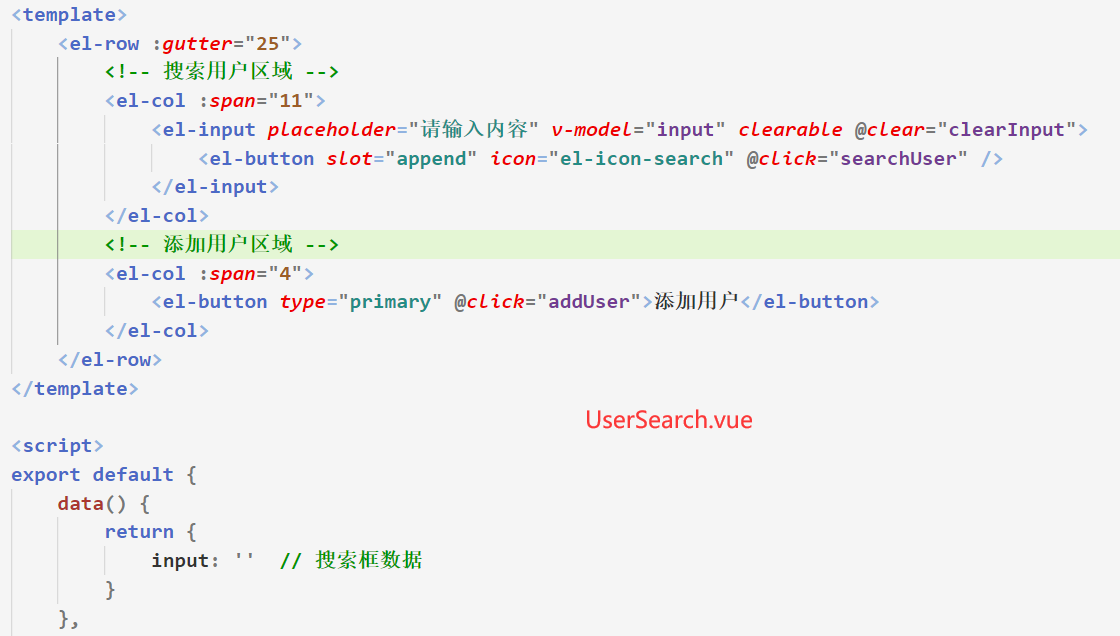 <template>
<el-row :gutter="25">
<!-- 搜索用户区域 -->
<el-col :span="11">
<el-input placeholder="请输入内容" v-model="input" clearable @clear="clearInput">
<el-button slot="append" icon="el-icon-search" @click="searchUser" />
</el-input>
</el-col>
<!-- 添加用户区域 -->
<el-col :span="4">
<el-button type="primary" @click="addUser">添加用户</el-button>
</el-col>
</el-row>
</template>
UserSearch.vue
<script>
export default {
data() {
return {
input: '' // 搜索框数据
}
},